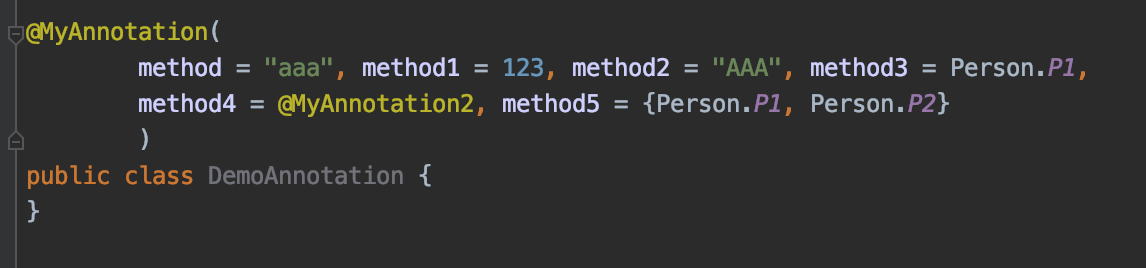 @MyAnnotation(
method = "aaa", method1 = 123, method2 = "AAA", method3 = Person.P1,
method4 = @MyAnnotation2, method5 = {Person.P1, Person.P2}
)
public class DemoAnnotation {
}